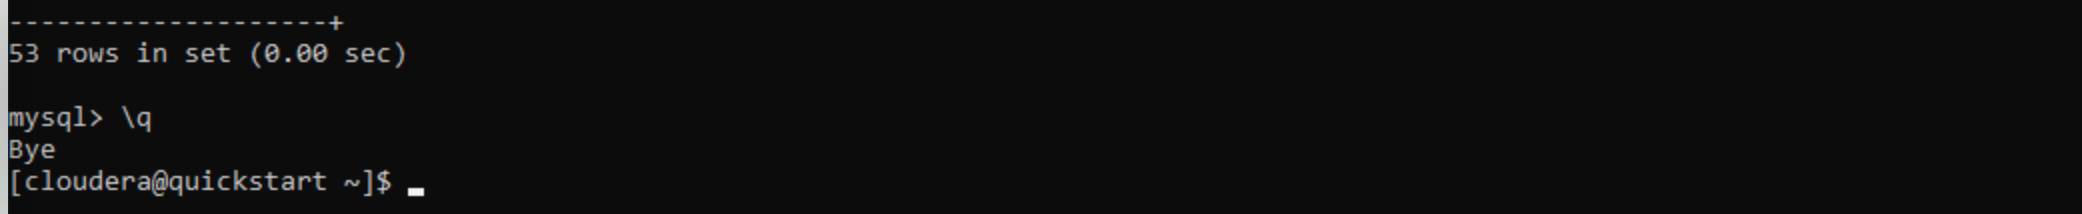 --------------------+
53 rows in set (0.00 sec)
mysql> \q
Bye
[cloudera@quickstart ~]$